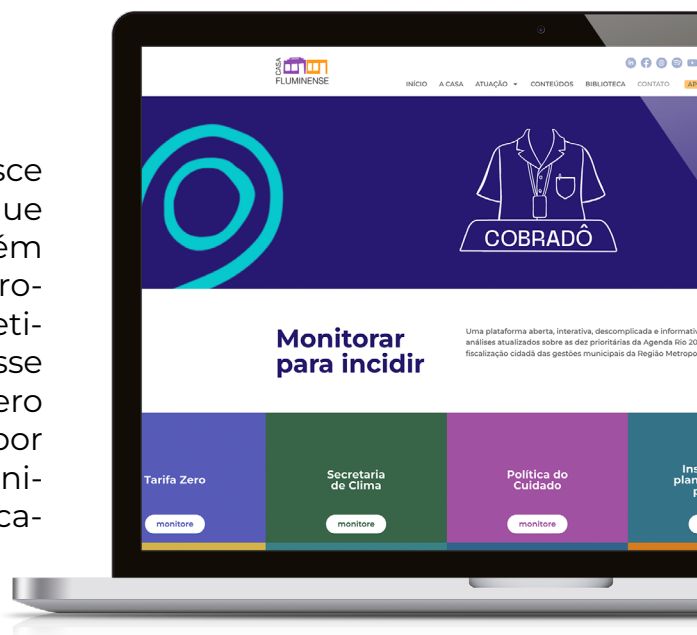 sce
ue
ém
ro-
eti-
sse
ero
por
ni-
ca-
CASA
FLUMINENSE
INÍCIO A CASA ATUAÇÃO CONTEÚDOS BIBLIOTECA CONTATO AP
COBRADÔ
Monitorar
para incidir
Uma plataforma aberta, interativa, descomplicada e informativ
análises atualizados sobre as dez prioritárias da Agenda Rio 20
fiscalização cidadã das gestões municipais da Região Metropo
Tarifa Zero
monitore
Secretaria
de Clima
monitore
Política do
Cuidado
monitore
Ins
plan
p